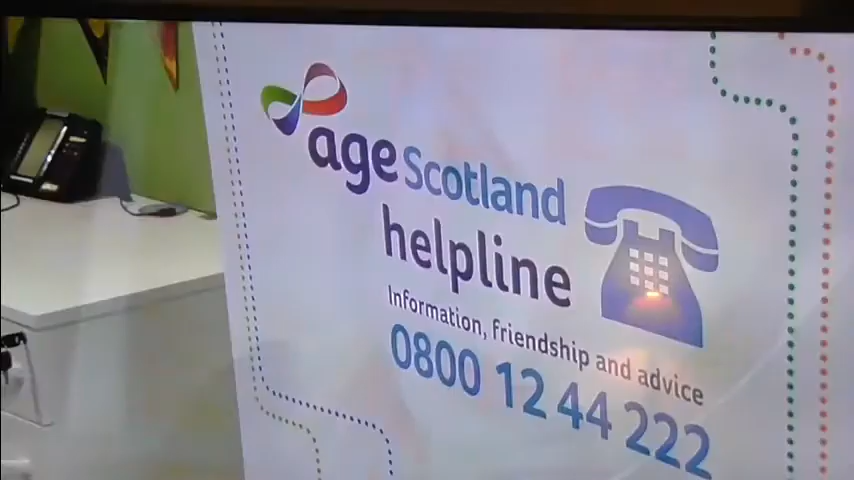 age Scotland
helpline
Information, friendship and advice
0800 12 44 222